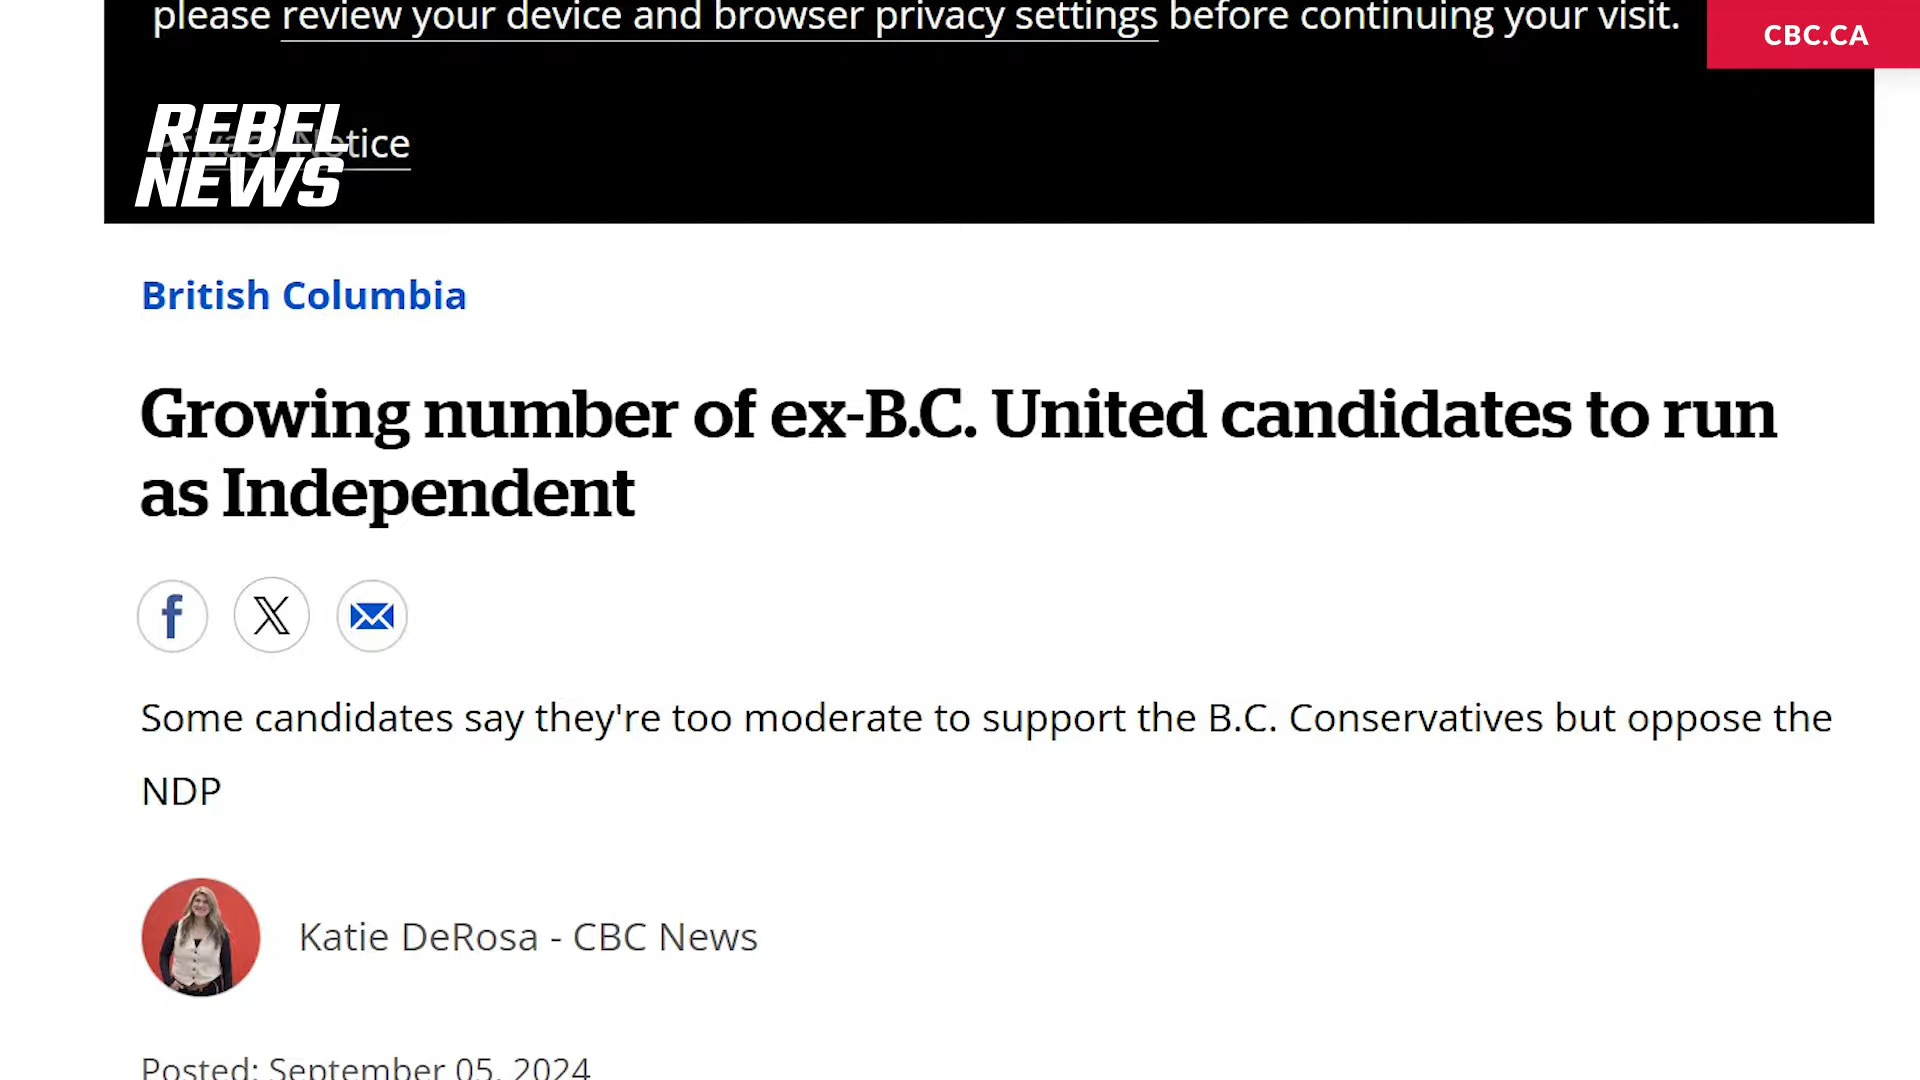 please review your device and browser privacy settings before continuing your visit.
CBC.CA
REBEL
NEWS
Privacy Notice
British Columbia
Growing number of ex-B.C. United candidates to run
as Independent
Some candidates say they're too moderate to support the B.C. Conservatives but oppose the
NDP
Katie DeRosa - CBC News
Posted: September 05, 2024